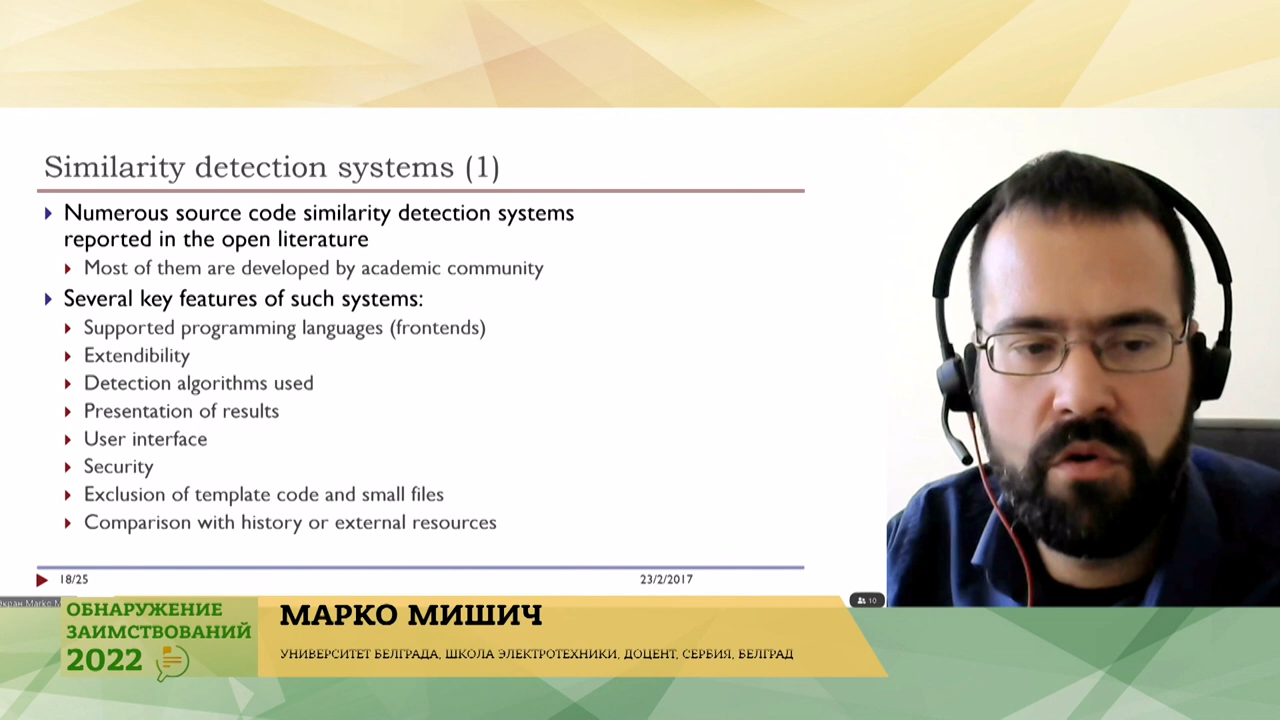 Similarity detection systems (1)
Numerous source code similarity detection systems
reported in the open literature
Most of them are developed by academic community
Several key features of such systems:
Supported programming languages (frontends)
Extendibility
Detection algorithms used
Presentation of results
User interface
Security
Exclusion of template code and small files
Comparison with history or external resources
18/25
23/2/2017
экран Marko M
10
ОБНАРУЖЕНИЕ
ЗАИМСТВОВАНИЙ
2022
МАРКО МИШИЧ
УНИВЕРСИТЕТ БЕЛГРАДА, ШКОЛА ЭЛЕКТРОТЕХНИКИ, ДОЦЕНТ, СЕРБИЯ, БЕЛГРАД